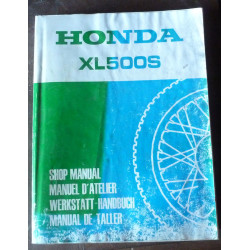 HONDA
XL500S
SHOP MANUAL
MANUEL D'ATELIER
WERKSTATT-HANDBUCH
MANUAL DE TALLER